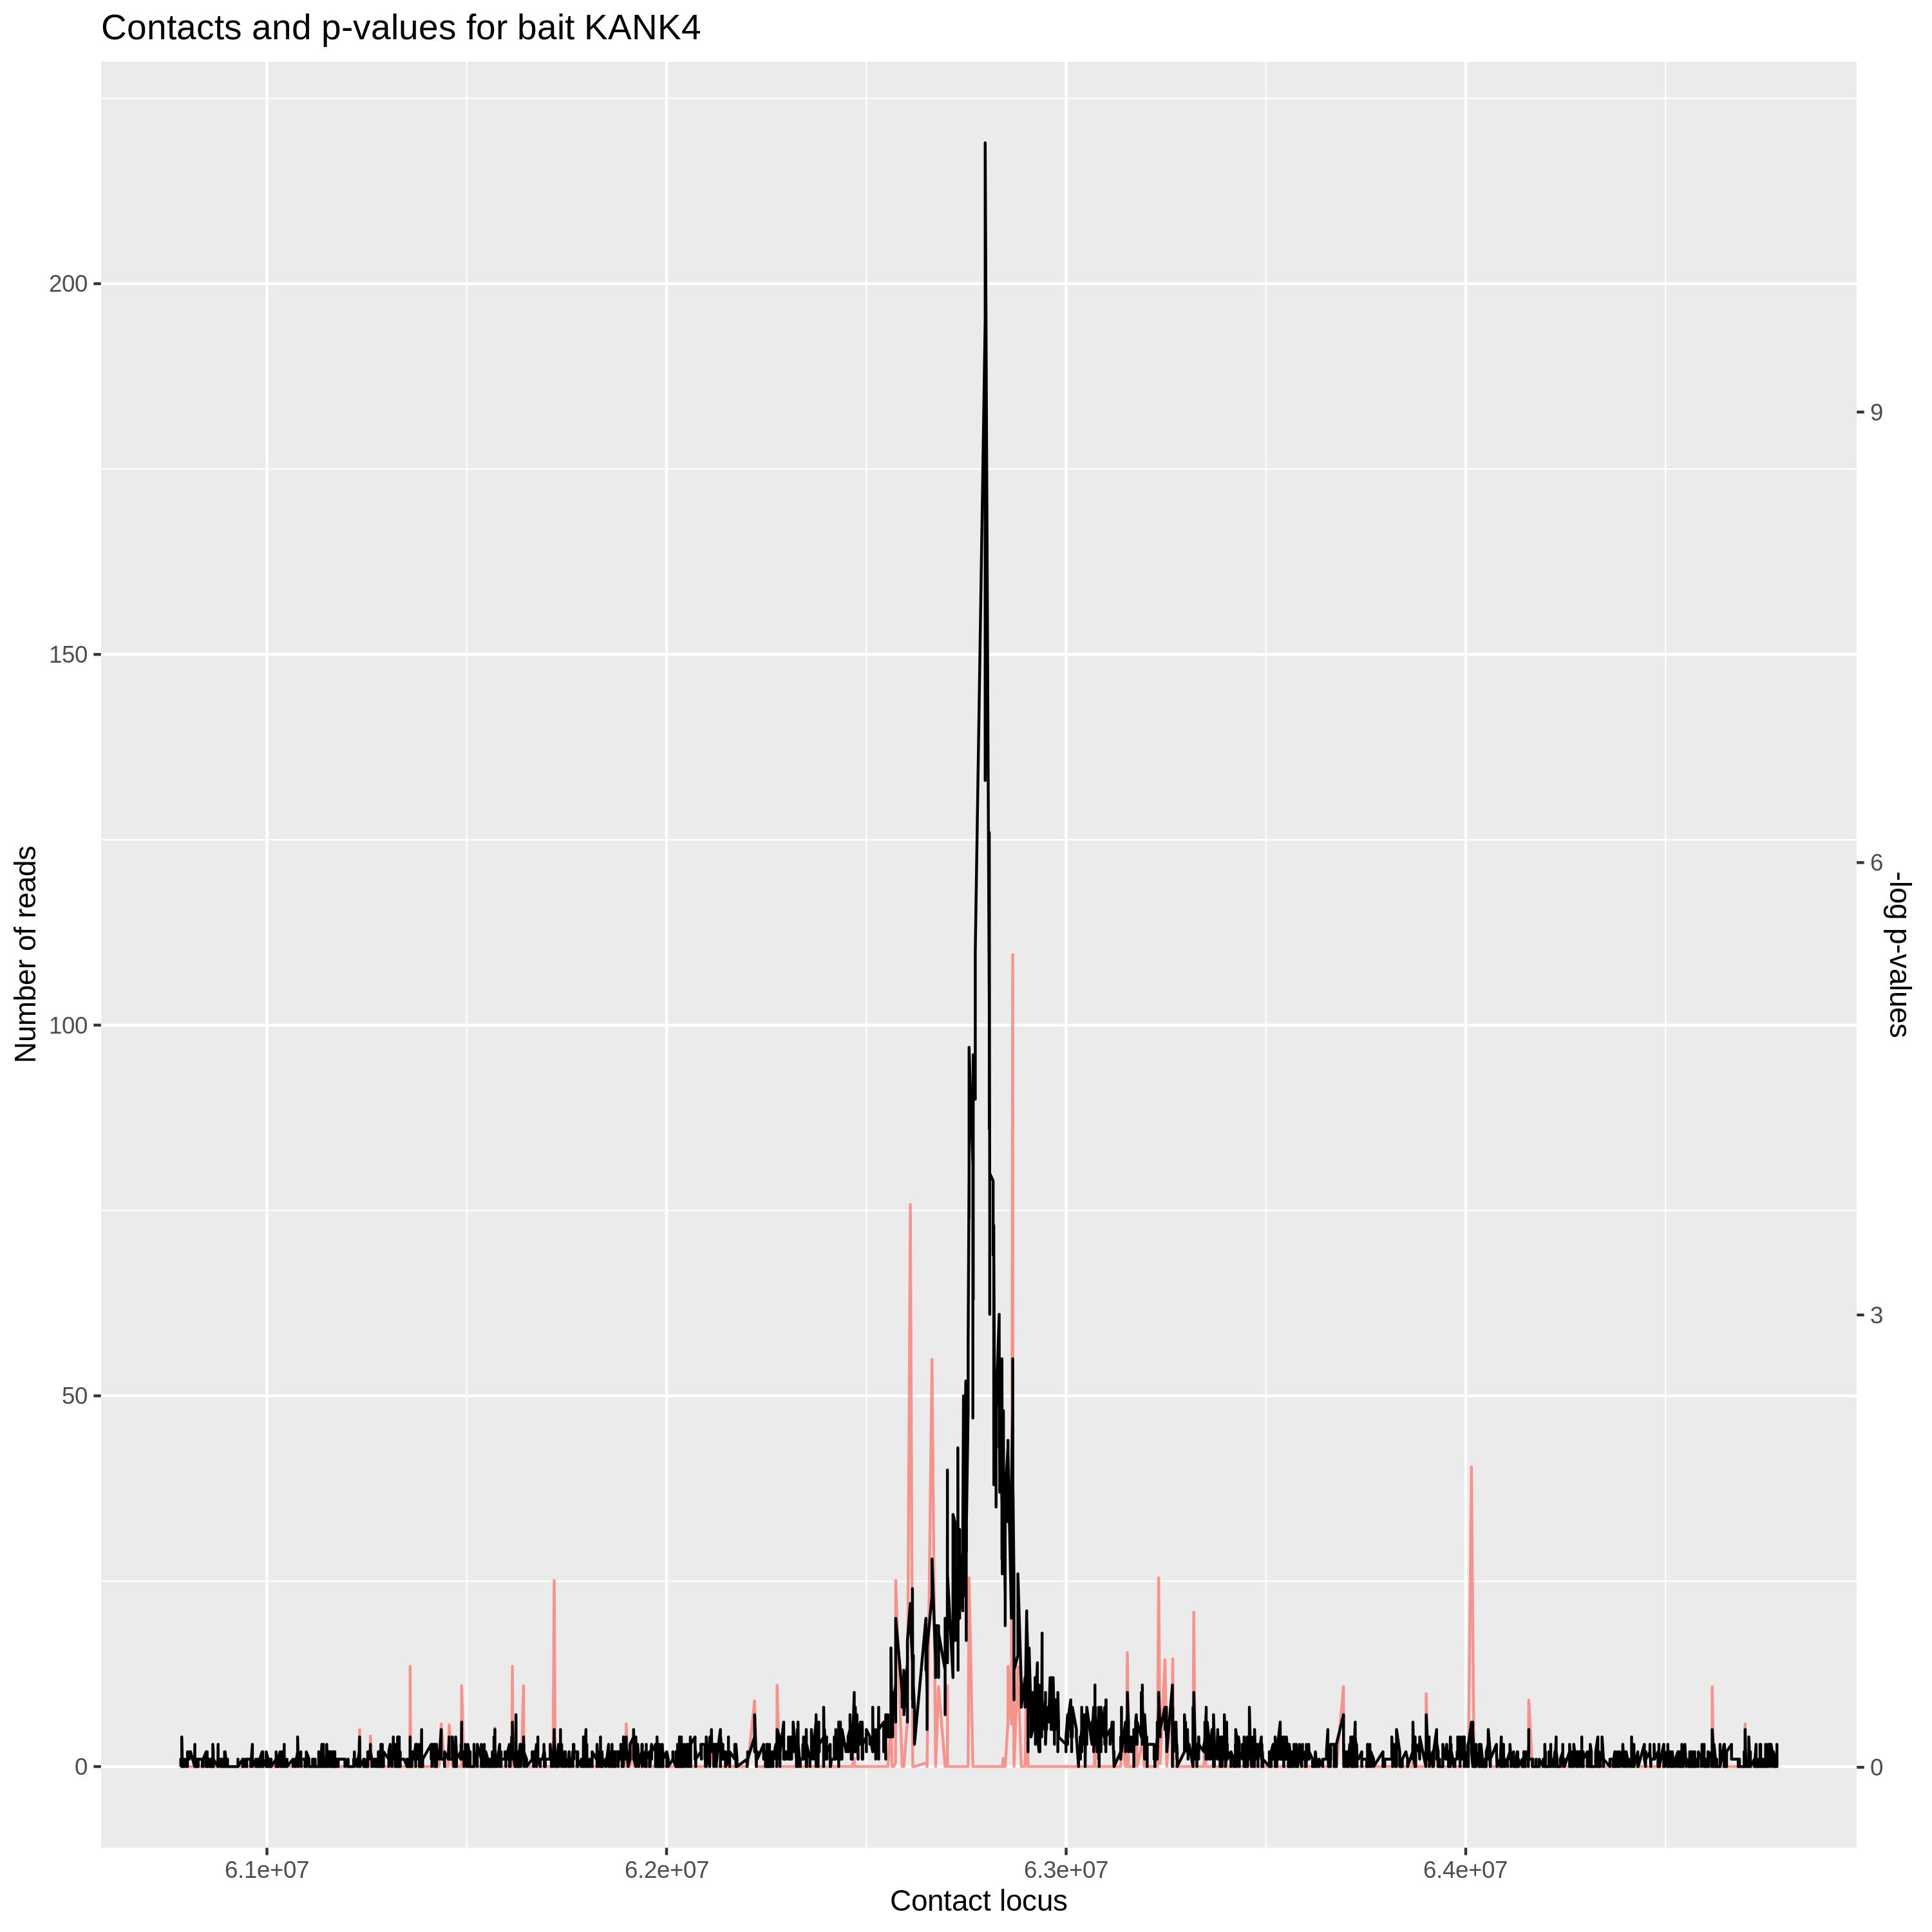 Contacts and p-values for bait KANK4
Number of reads
200
150
100
50
0
9
6
3
0
-log p-values
6.1e+07
6.2e+07
6.3e+07
6.4e+07
Contact locus